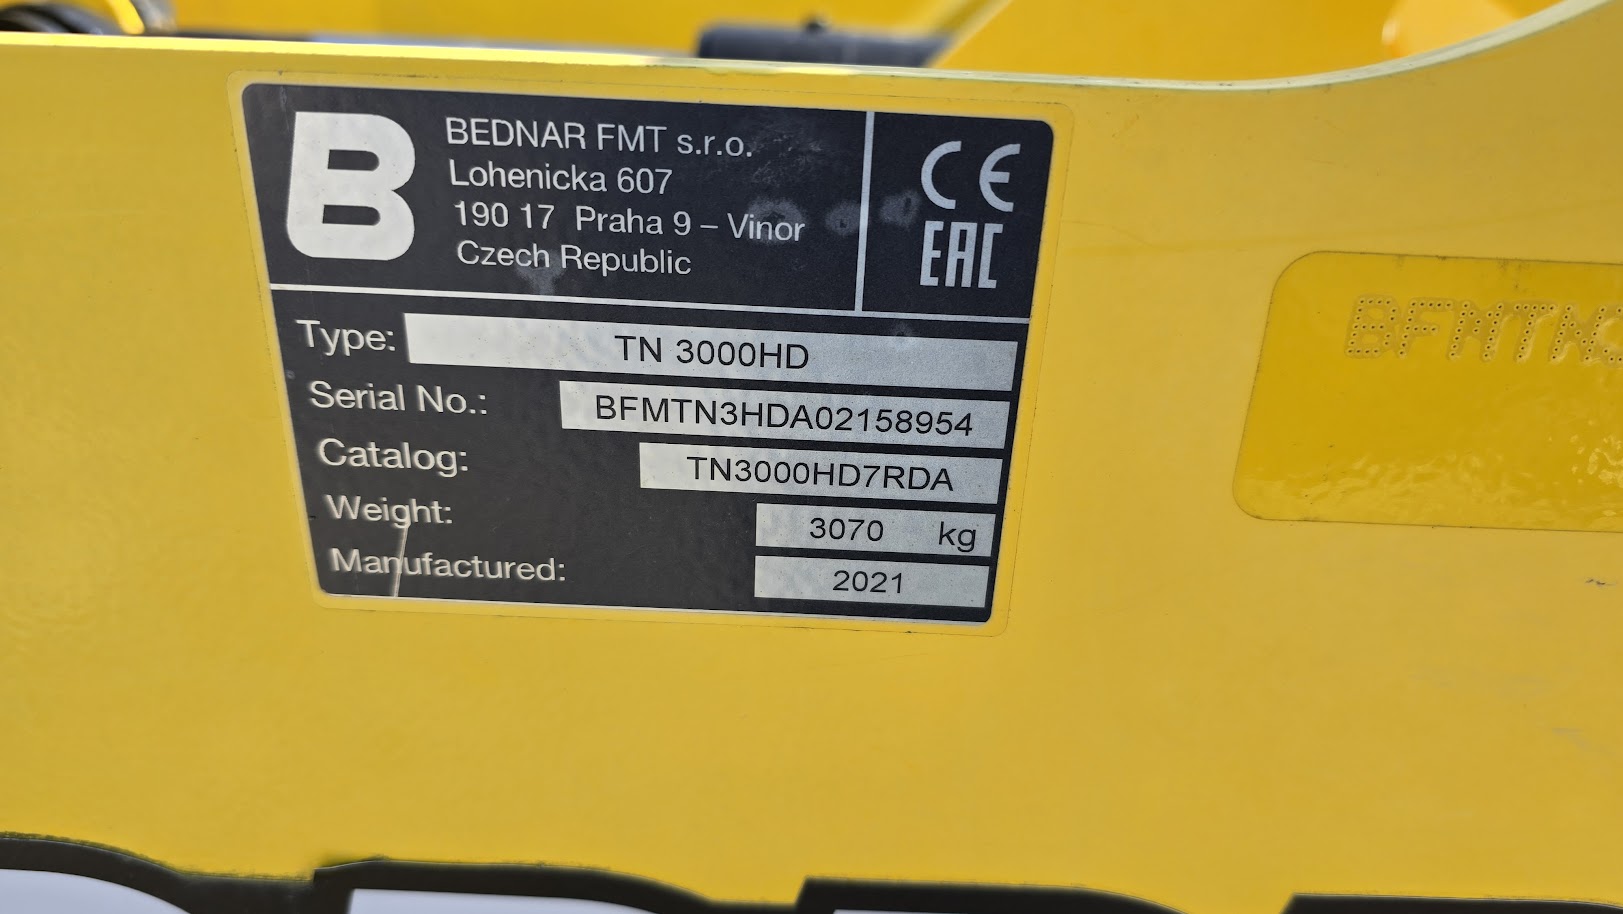 B
BEDNAR FMT s.r.o.
Lohenicka 607
190 17 Praha 9 – Vinor
Czech Republic
CE
EAC
Type: TN 3000HD
Serial No.: BFMTN3HDA02158954
Catalog: TN3000HD7RDA
Weight: 3070 kg
Manufactured: 2021